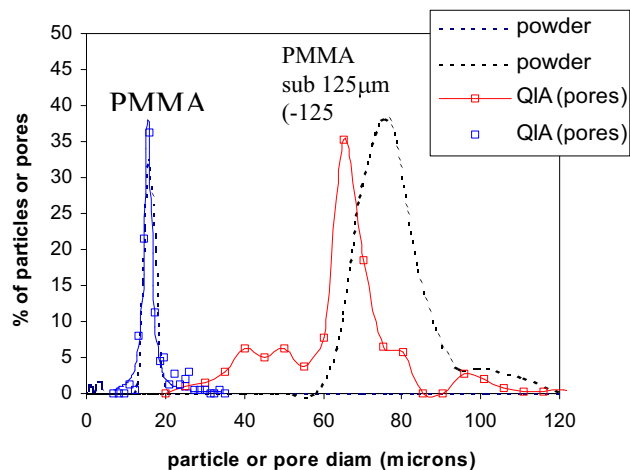 powder
powder
QIA (pores)
QIA (pores)
PMMA
PMMA
sub 125μm
(-125
50
45
40
35
30
25
20
15
10
5
0
% of particles or pores
0 20 40 60 80 100 120
particle or pore diam (microns)